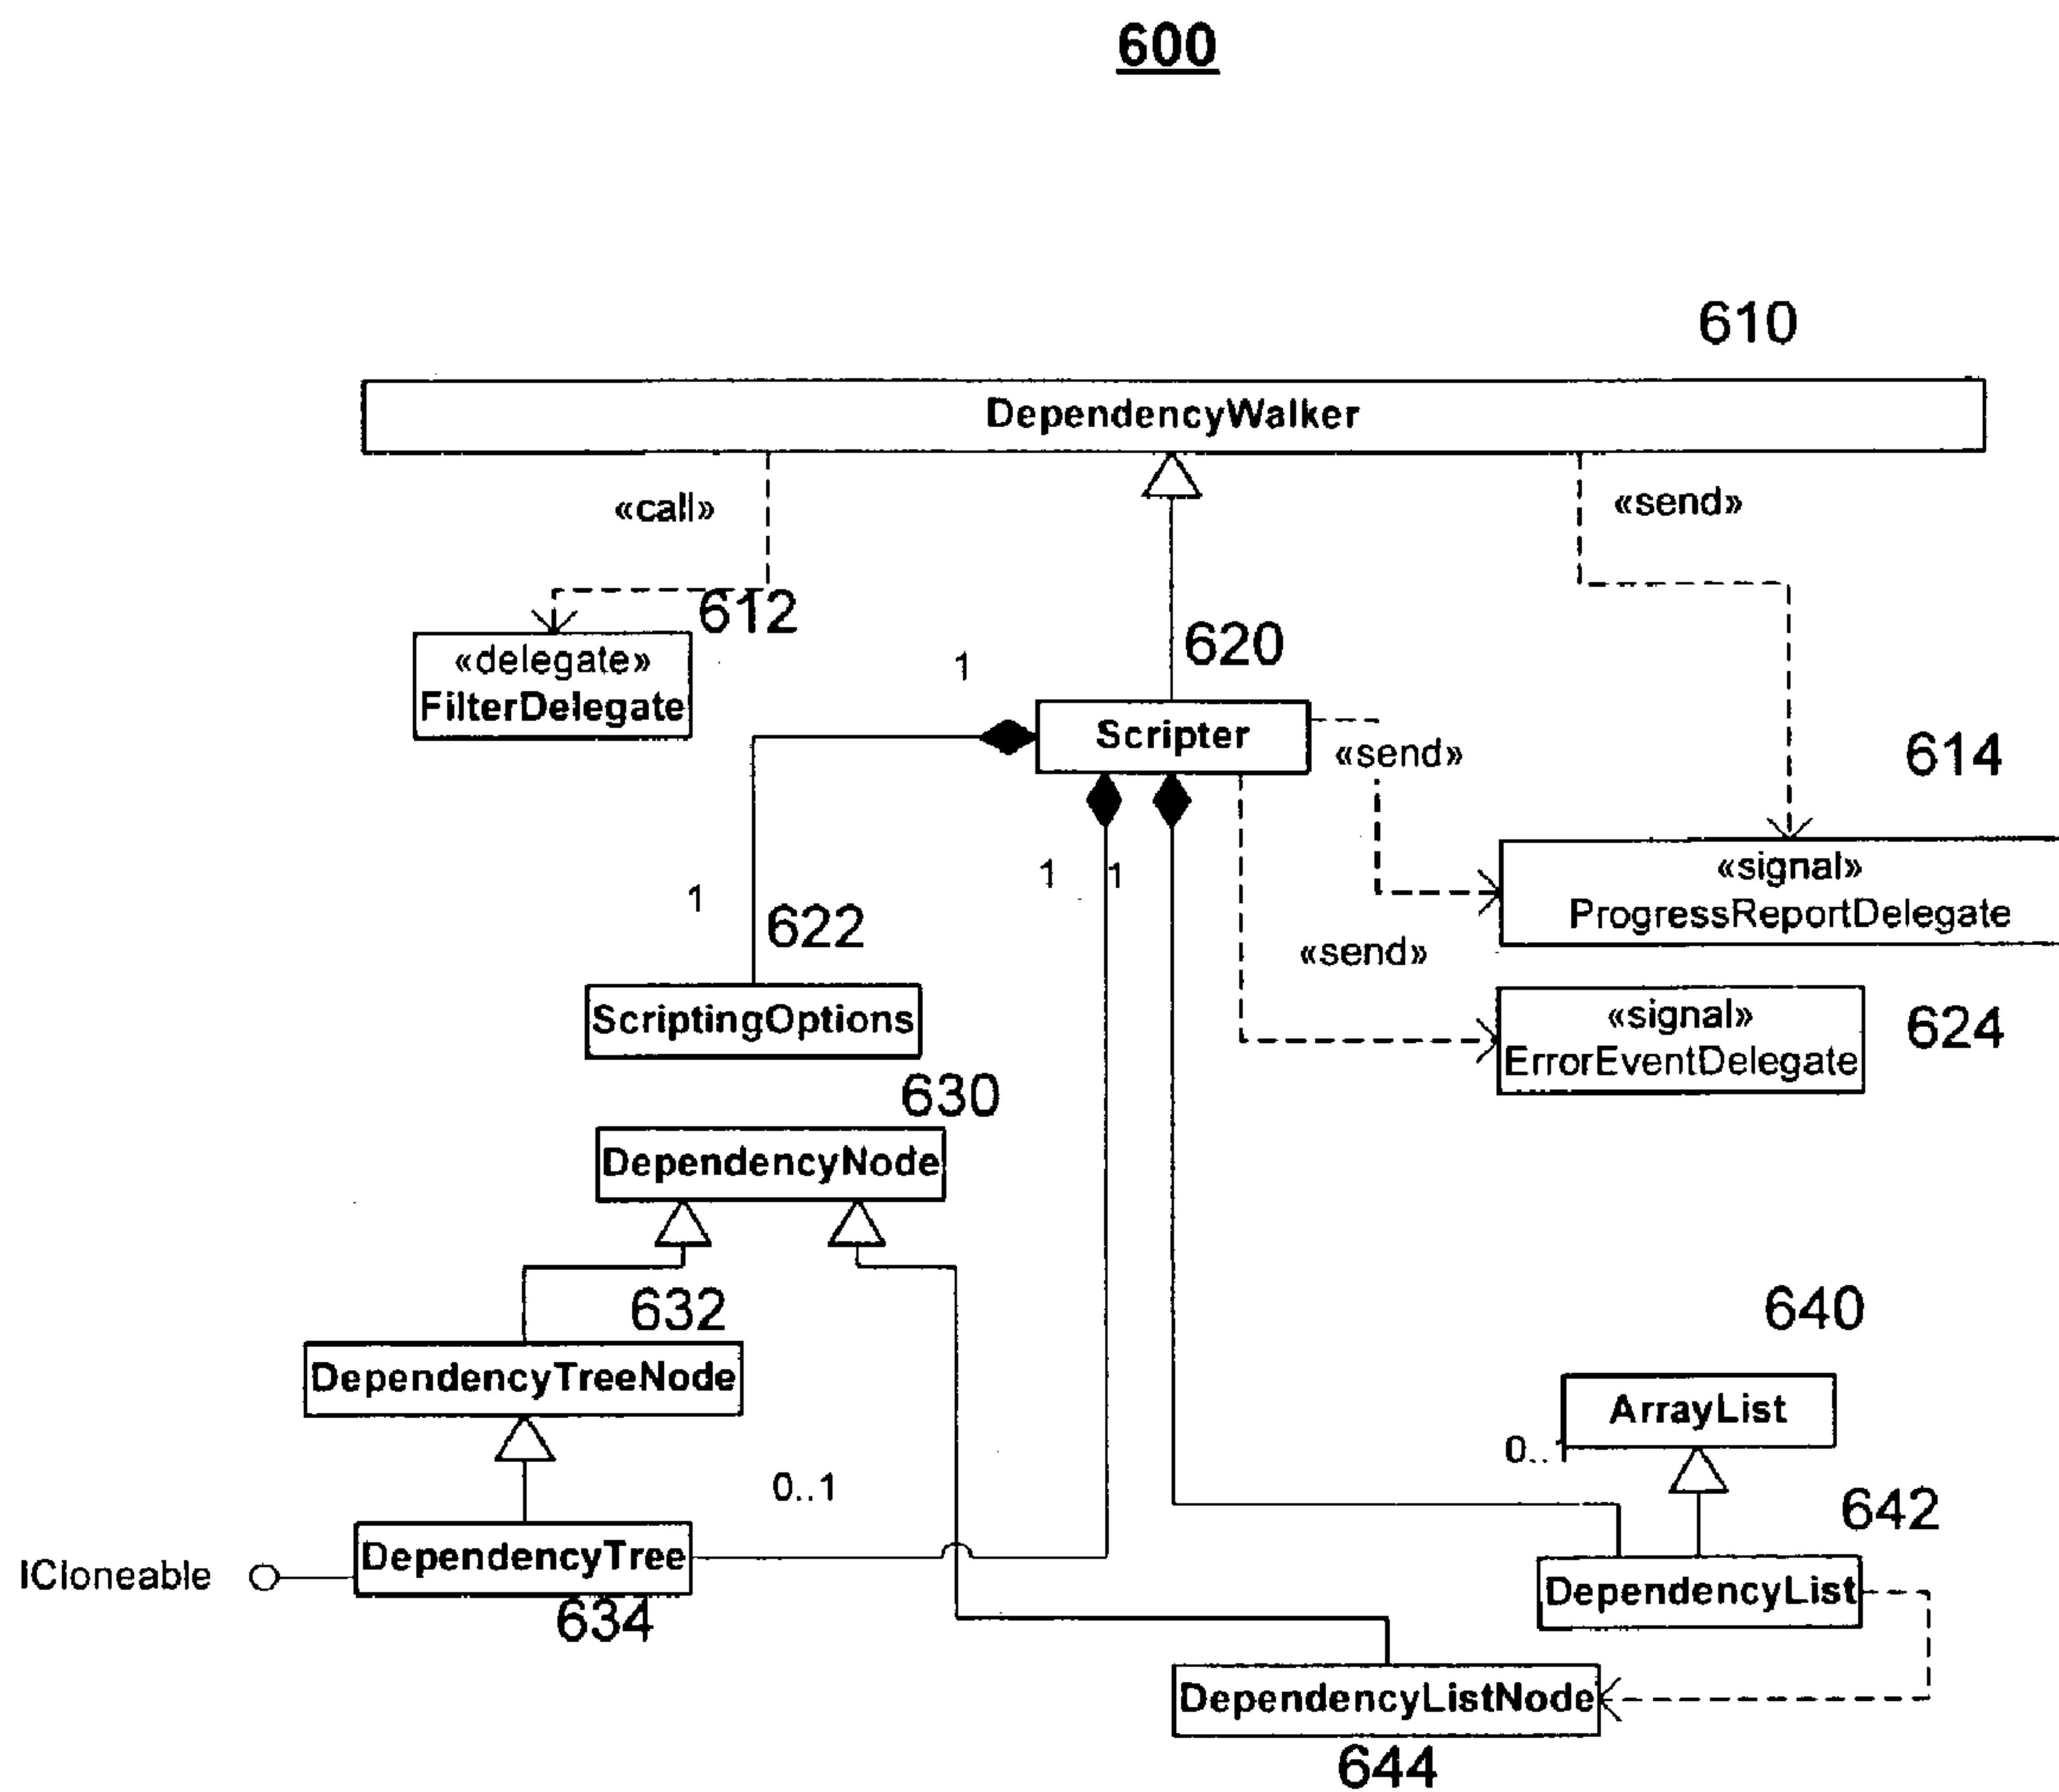 600
610
DependencyWalker
«call»
«send»
612
«delegate»
FilterDelegate
620
1
Scripter
«send»
614
«signal»
ProgressReportDelegate
1
1
1
622
«send»
ScriptingOptions
«signal»
ErrorEventDelegate
624
630
DependencyNode
632
640
DependencyTreeNode
ArrayList
0..1
0..1
642
ICloneable
DependencyTree
DependencyList
634
DependencyListNode
644